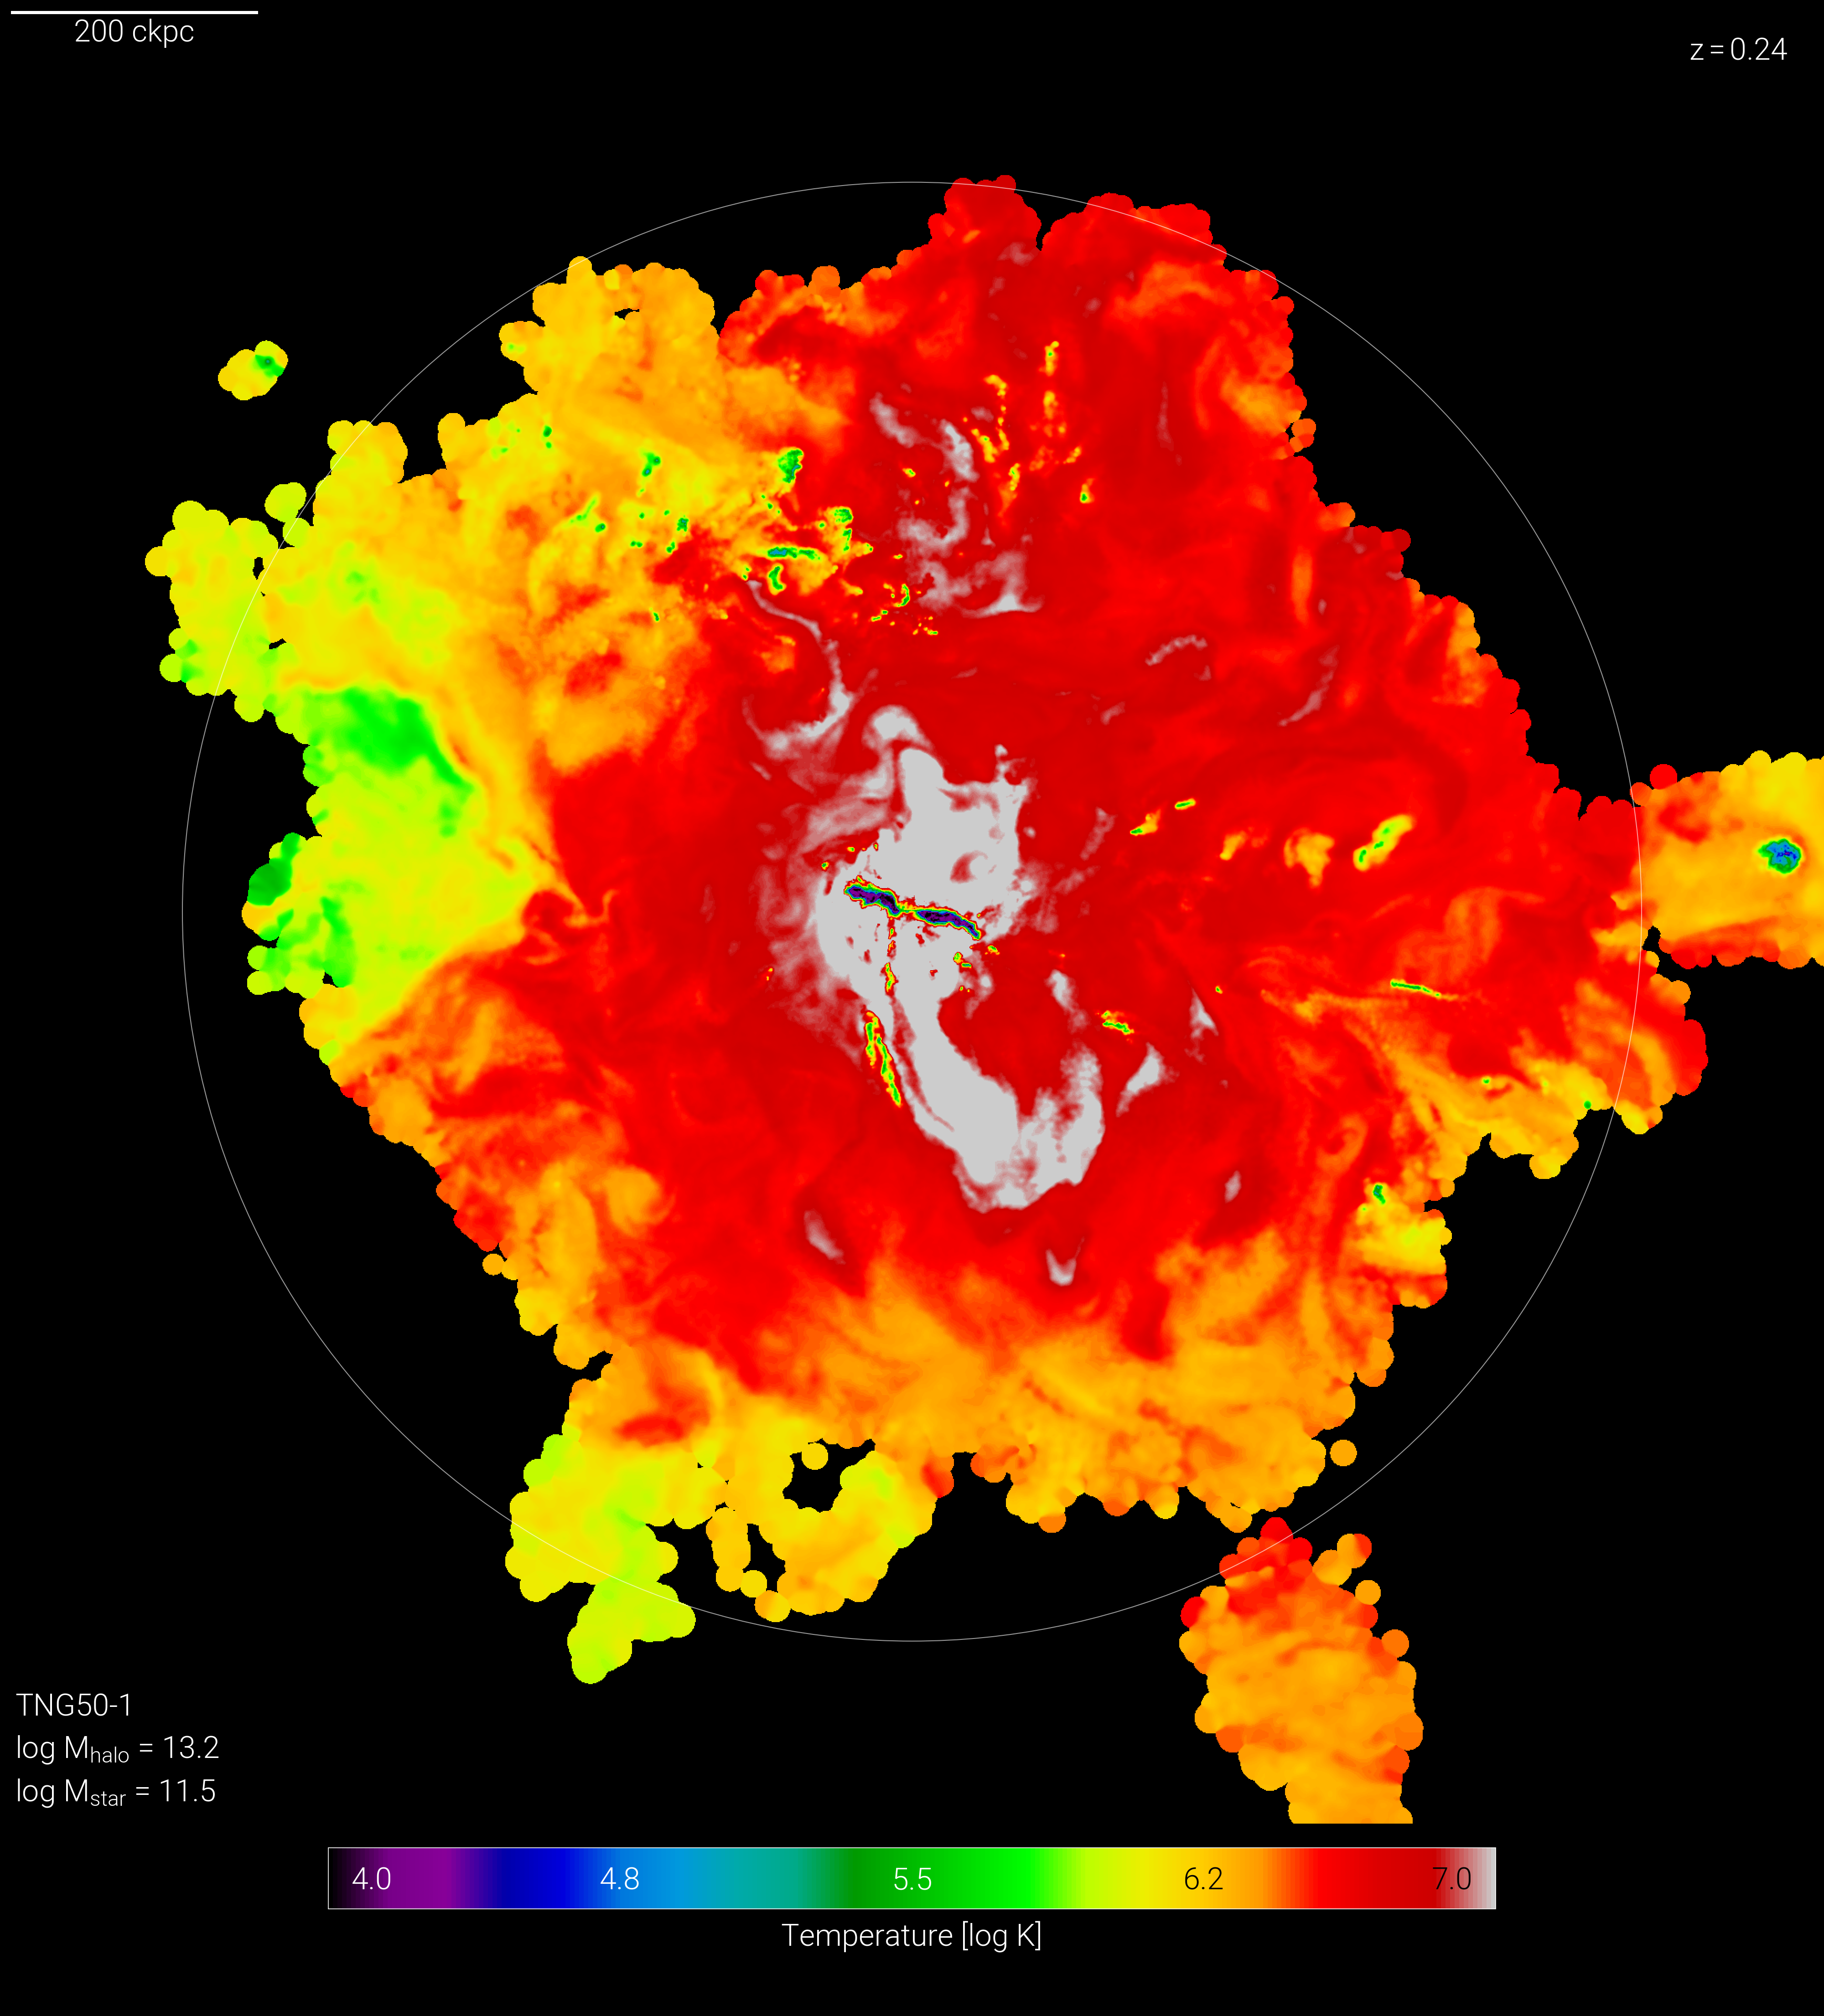 200 ckpc
z = 0.24
TNG50-1
log Mhalo = 13.2
log Mstar = 11.5
4.0 4.8 5.5 6.2 7.0
Temperature [log K]